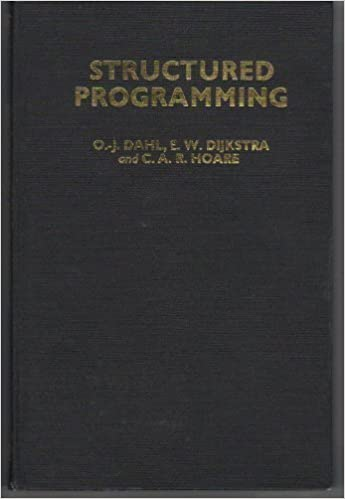 STRUCTURED
PROGRAMMING
O.-J. DAHL, E. W. DIJKSTRA
and C. A. R. HOARE